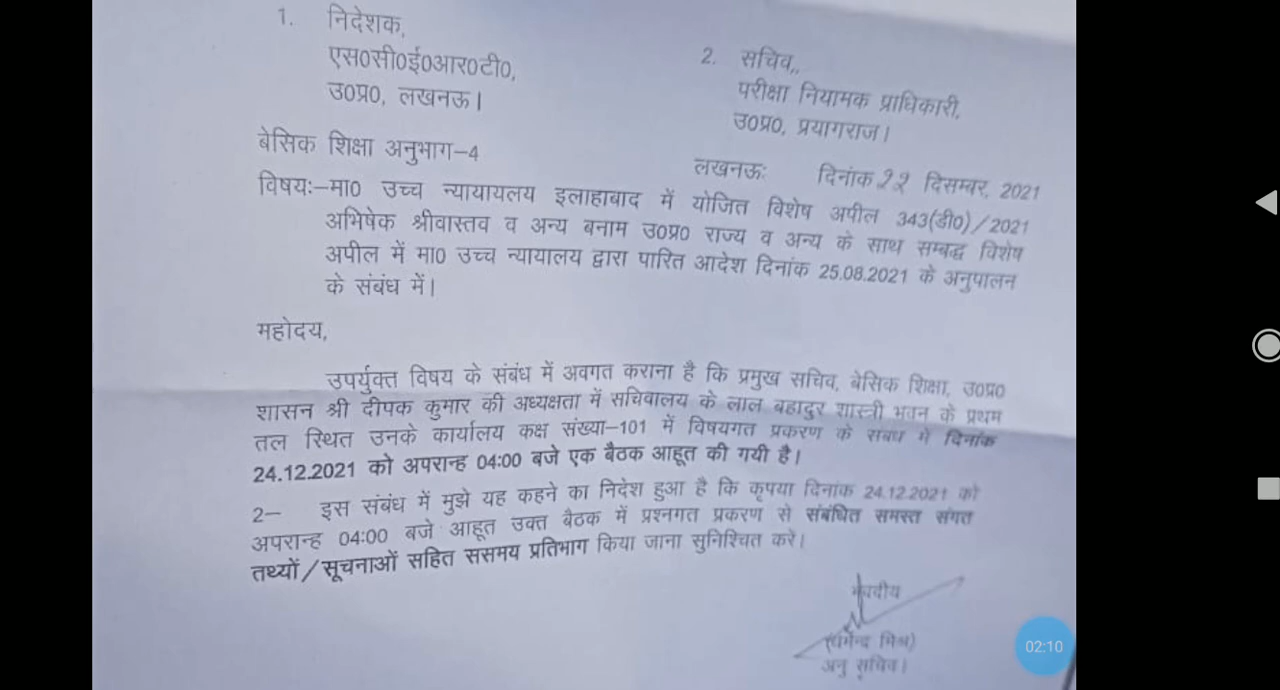 1. निदेशक,
एस0सी0ई0आर0टी0,
उ0प्र0, लखनऊ।
2. सचिव,,
परीक्षा नियामक प्राधिकारी,
उ0प्र0, प्रयागराज।
बेसिक शिक्षा अनुभाग–4
लखनऊः दिनांक 22 दिसम्बर, 2021
विषयः–मा0 उच्च न्यायायलय इलाहाबाद में योजित विशेष अपील 343(डी0)/2021
अभिषेक श्रीवास्तव व अन्य बनाम उ0प्र0 राज्य व अन्य के साथ सम्बद्ध विशेष
अपील में मा0 उच्च न्यायालय द्वारा पारित आदेश दिनांक 25.08.2021 के अनुपालन
के संबंध में।
महोदय,
उपर्युक्त विषय के संबंध में अवगत कराना है कि प्रमुख सचिव, बेसिक शिक्षा, उ0प्र0
शासन श्री दीपक कुमार की अध्यक्षता में सचिवालय के लाल बहादुर शास्त्री भवन के प्रथम
तल स्थित उनके कार्यालय कक्ष संख्या–101 में विषयगत प्रकरण के संबंध में दिनांक
24.12.2021 को अपरान्ह 04:00 बजे एक बैठक आहूत की गयी है।
2– इस संबंध में मुझे यह कहने का निदेश हुआ है कि कृपया दिनांक 24.12.2021 को
अपरान्ह 04:00 बजे आहूत उक्त बैठक में प्रश्नगत प्रकरण से संबंधित समस्त संगत
तथ्यों/सूचनाओं सहित ससमय प्रतिभाग किया जाना सुनिश्चित करें।
भवदीय
(धर्मेन्द्र मिश्र)
अनु सचिव।
02:10